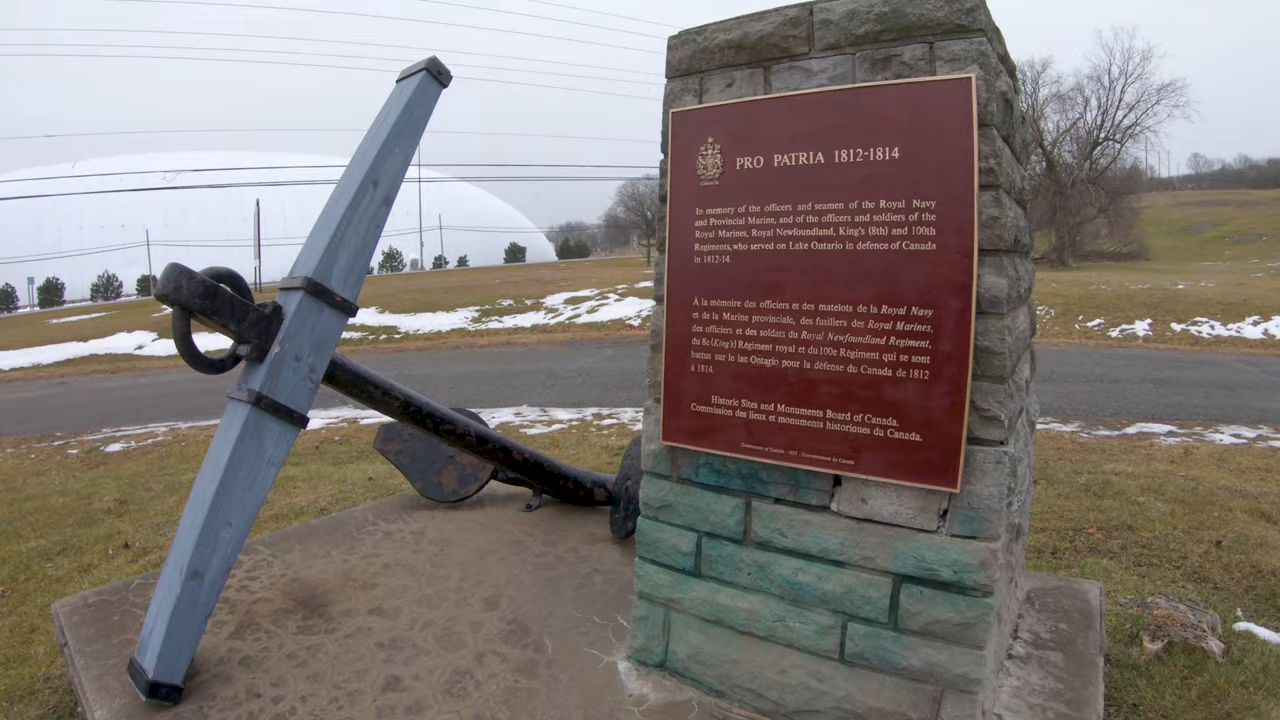 PRO PATRIA 1812-1814
In memory of the officers and seamen of the Royal Navy
and Provincial Marine, and of the officers and soldiers of the
Royal Marines, Royal Newfoundland, King's (8th) and 100th
Regiments, who served on Lake Ontario in defence of Canada
in 1812-14.
À la mémoire des officiers et des matelots de la Royal Navy
et de la Marine provinciale, des fusiliers des Royal Marines,
des officiers et des soldats du Royal Newfoundland Regiment,
du 8e (King's) Régiment royal et du 100e Régiment qui se sont
battus sur le lac Ontario pour la défense du Canada de 1812
à 1814.
Historic Sites and Monuments Board of Canada.
Commission des lieux et monuments historiques du Canada.
Government of Canada - 1937 - Gouvernement du Canada